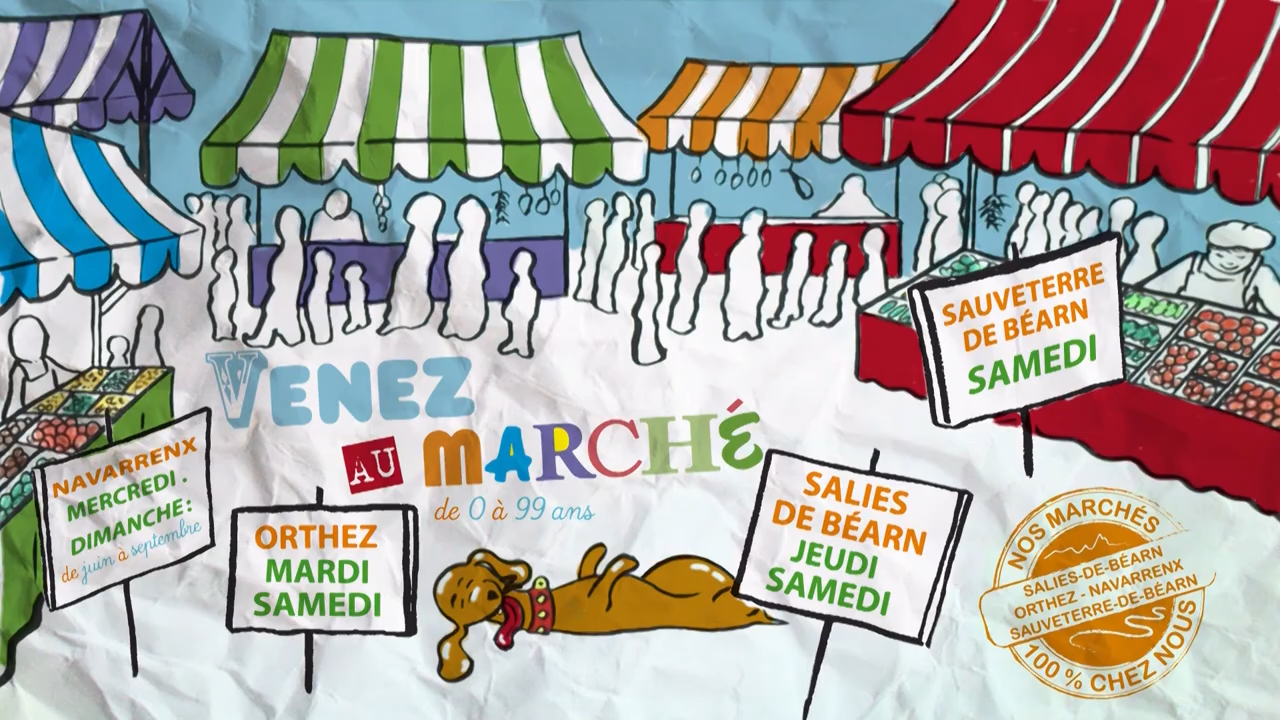 VENEZ
AU MARCHÉ
de 0 à 99 ans
NAVARRENX
MERCREDI .
DIMANCHE :
de juin à septembre
ORTHEZ
MARDI
SAMEDI
SALIES
DE BÉARN
JEUDI
SAMEDI
SAUVETERRE
DE BÉARN
SAMEDI
NOS MARCHÉS
SALIES-DE-BÉARN
ORTHEZ - NAVARRENX
SAUVETERRE-DE-BÉARN
100 % CHEZ NOUS